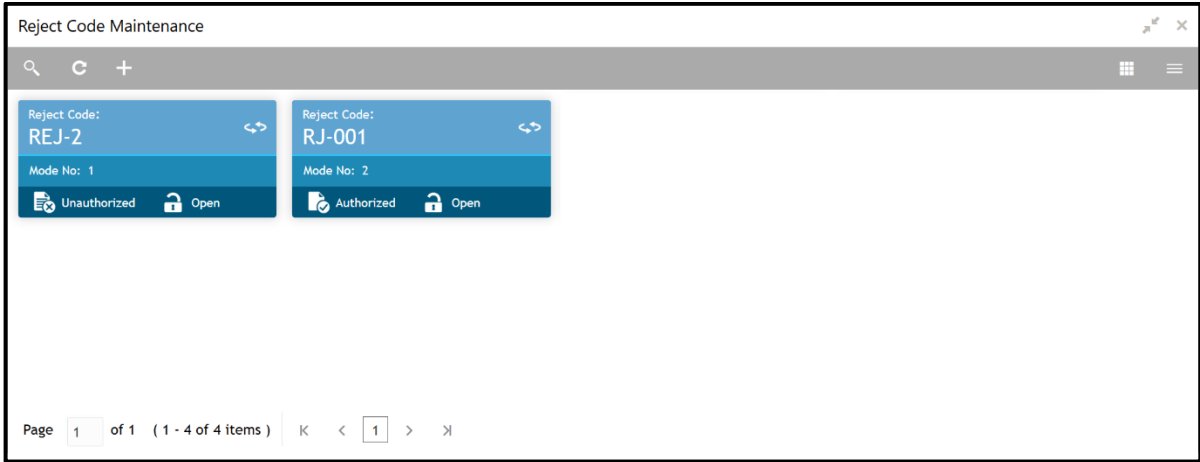 Reject Code Maintenance
Reject Code: Reject Code:
REJ-2 RJ-001
Mode No: 1 Mode No: 2
Unauthorized Open Authorized Open
Page 1 of 1 ( 1 - 4 of 4 items ) 1